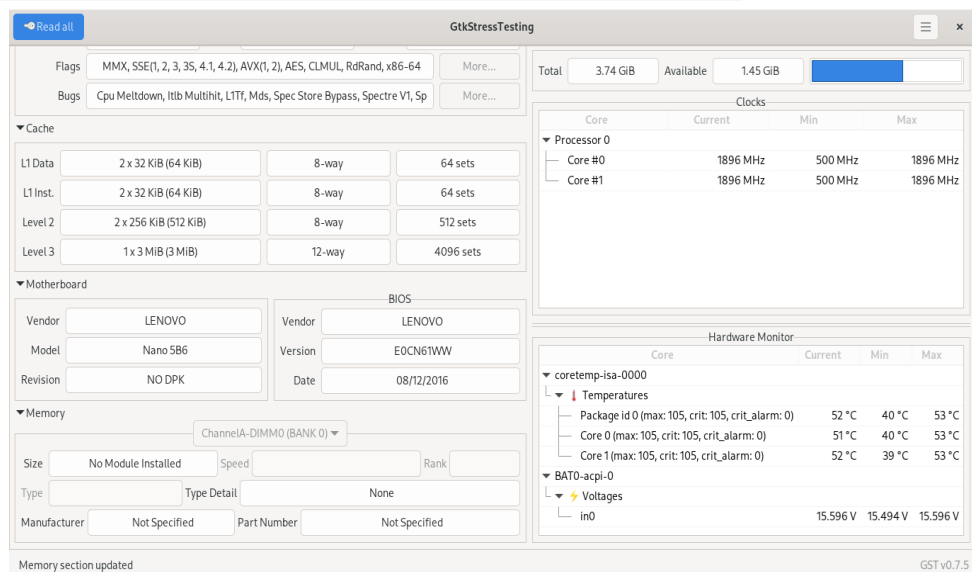 Read all
GtkStressTesting
Flags MMX, SSE(1, 2, 3, 3S, 4.1, 4.2), AVX(1, 2), AES, CLMUL, RdRand, x86-64 More...
Bugs Cpu Meltdown, Itlb Multihit, L1Tf, Mds, Spec Store Bypass, Spectre V1, Sp More...
Cache
L1 Data 2 x 32 KiB (64 KiB) 8-way 64 sets
L1 Inst. 2 x 32 KiB (64 KiB) 8-way 64 sets
Level 2 2 x 256 KiB (512 KiB) 8-way 512 sets
Level 3 1 x 3 MiB (3 MiB) 12-way 4096 sets
Motherboard
Vendor LENOVO
Model Nano 5B6
Revision NO DPK
BIOS
Vendor LENOVO
Version E0CN61WW
Date 08/12/2016
Memory
ChannelA-DIMM0 (BANK 0)
Size No Module Installed Speed Rank
Type Type Detail None
Manufacturer Not Specified Part Number Not Specified
Total 3.74 GiB Available 1.45 GiB
Clocks
Core Current Min Max
Processor 0
Core #0 1896 MHz 500 MHz 1896 MHz
Core #1 1896 MHz 500 MHz 1896 MHz
Hardware Monitor
Core Current Min Max
coretemp-isa-0000
Temperatures
Package id 0 (max: 105, crit: 105, crit_alarm: 0) 52 °C 40 °C 53 °C
Core 0 (max: 105, crit: 105, crit_alarm: 0) 51 °C 40 °C 53 °C
Core 1 (max: 105, crit: 105, crit_alarm: 0) 52 °C 39 °C 53 °C
BAT0-acpi-0
Voltages
in0 15.596 V 15.494 V 15.596 V
Memory section updated
GST v0.7.5